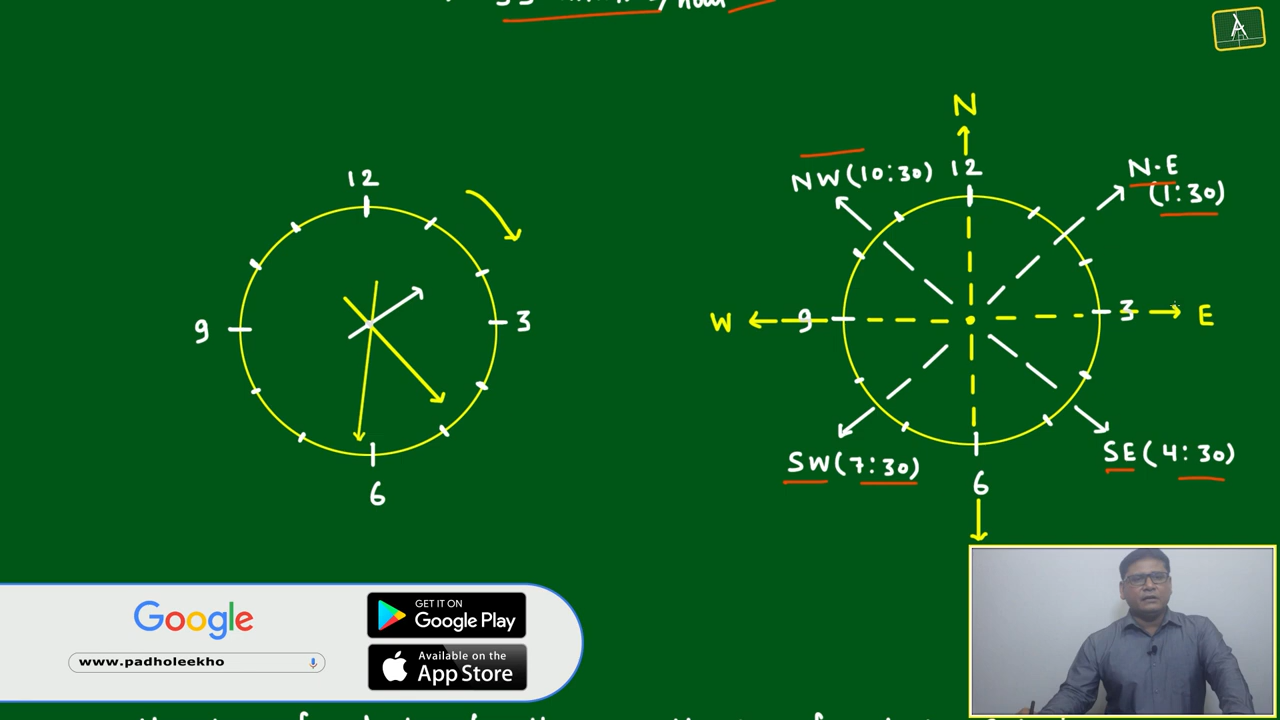 12
9
3
6
N
NW(10:30)
12
N.E
(1:30)
W
9
3
E
SW(7:30)
6
SE(4:30)
Google
www.padholeekho
GET IT ON
Google Play
Available on the
App Store